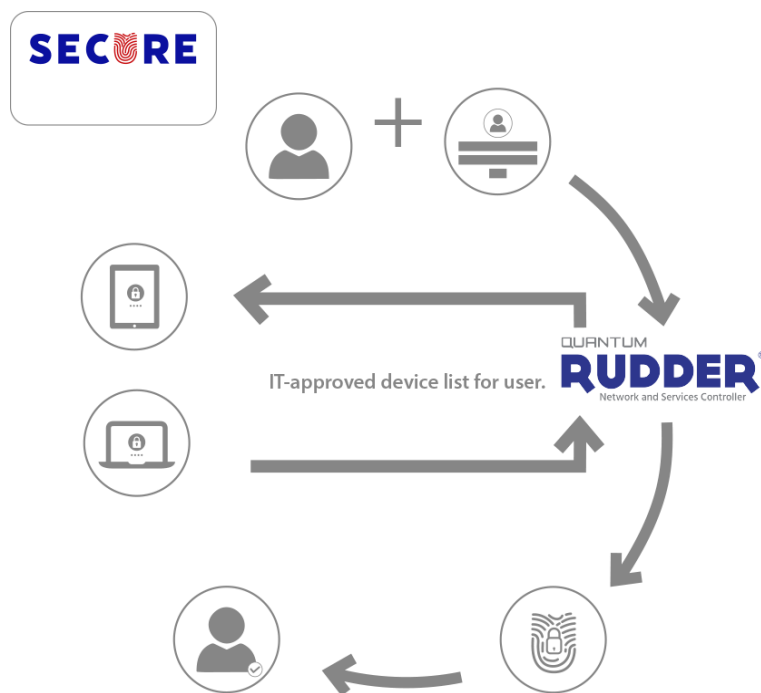 SECURE
QUANTUM
RUDDER®
Network and Services Controller
IT-approved device list for user.